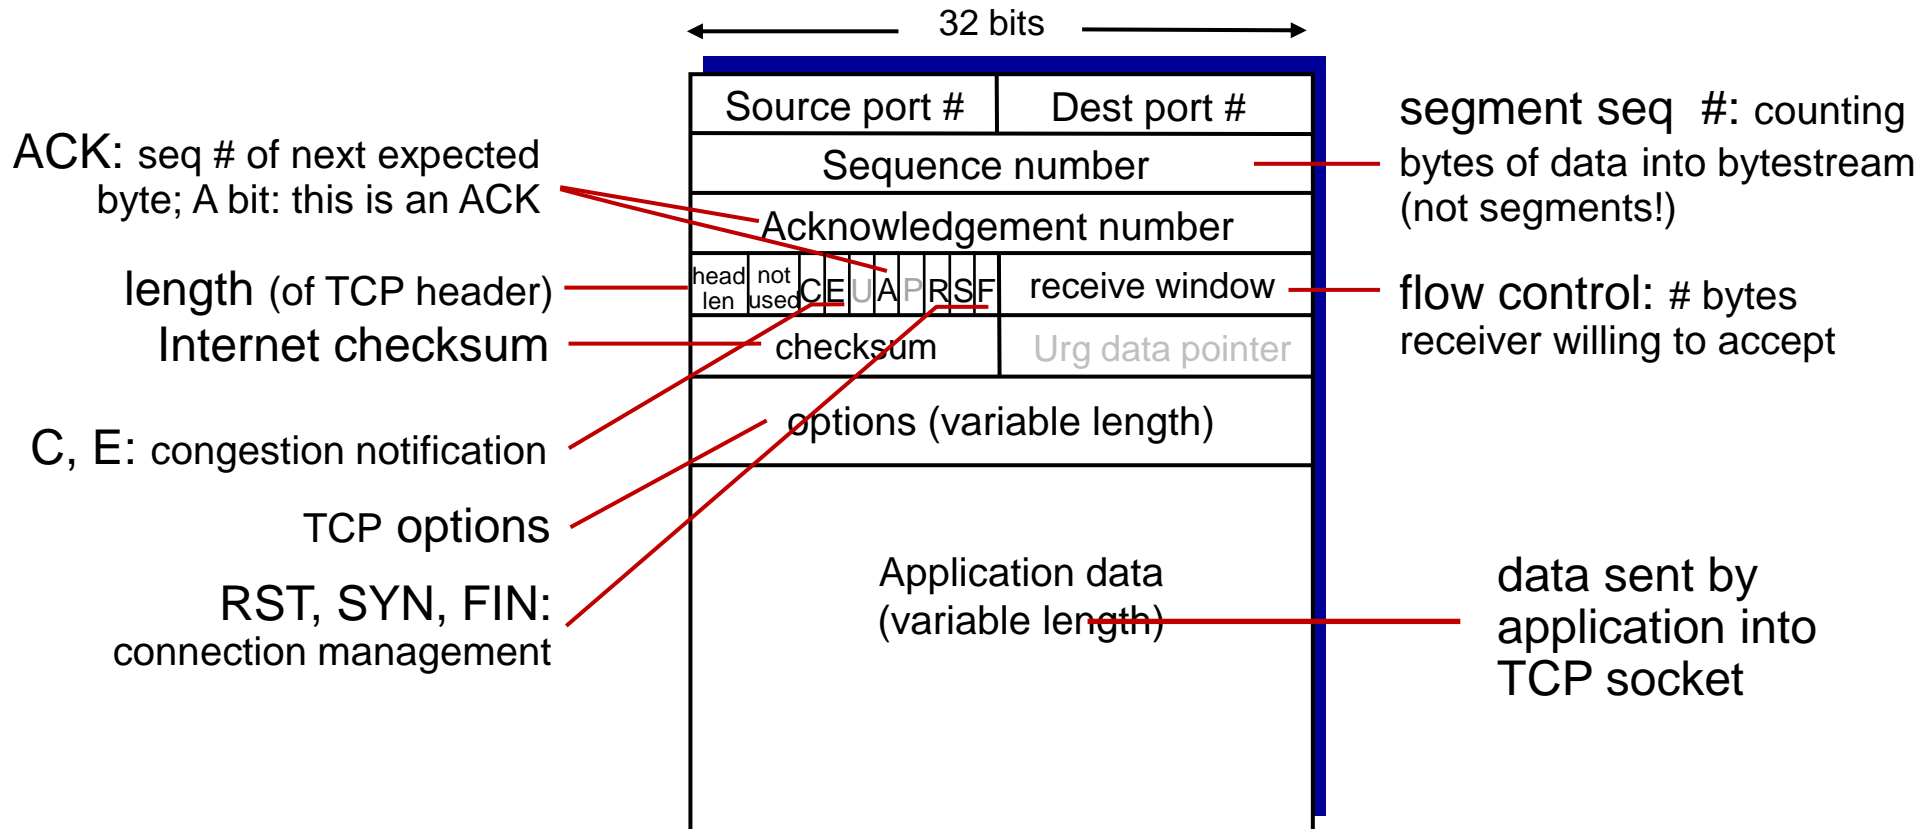 32 bits
Source port #
Dest port #
Sequence number
Acknowledgement number
head
len
not
used
C
E
U
A
P
R
S
F
receive window
checksum
Urg data pointer
options (variable length)
Application data
(variable length)
ACK: seq # of next expected
byte; A bit: this is an ACK
length (of TCP header)
Internet checksum
C, E: congestion notification
TCP options
RST, SYN, FIN:
connection management
segment seq #: counting
bytes of data into bytestream
(not segments!)
flow control: # bytes
receiver willing to accept
data sent by
application into
TCP socket